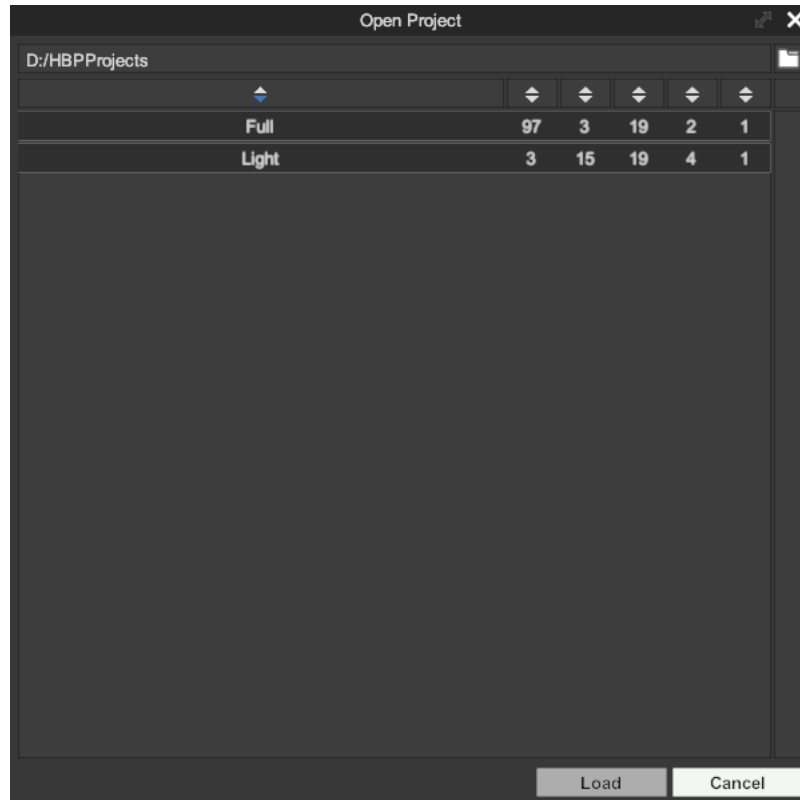 Open Project
D:/HBPProjects
Full 97 3 19 2 1
Light 3 15 19 4 1
Load Cancel